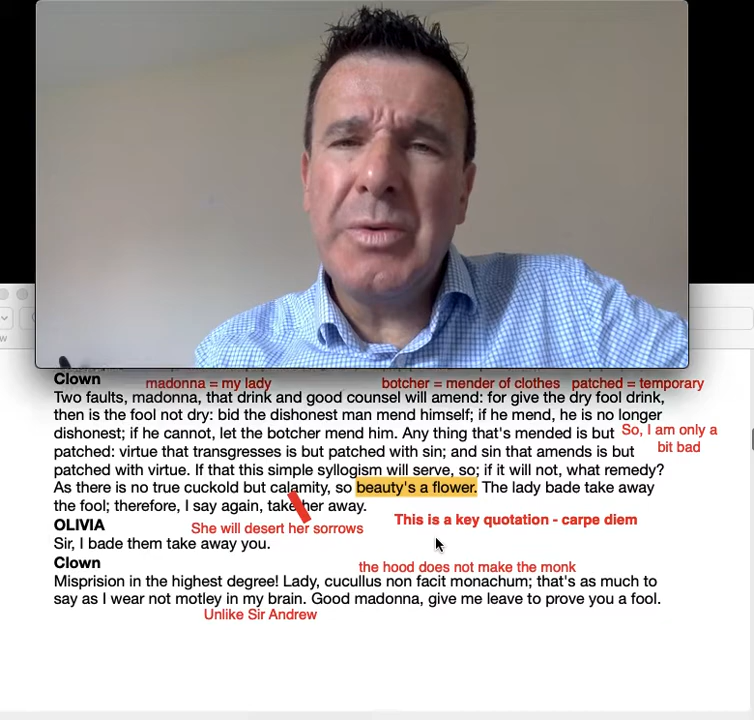 Clown
madonna = my lady botcher = mender of clothes patched = temporary
Two faults, madonna, that drink and good counsel will amend: for give the dry fool drink,
then is the fool not dry: bid the dishonest man mend himself; if he mend, he is no longer
dishonest; if he cannot, let the botcher mend him. Any thing that's mended is but
So, I am only a
bit bad
patched: virtue that transgresses is but patched with sin; and sin that amends is but
patched with virtue. If that this simple syllogism will serve, so; if it will not, what remedy?
As there is no true cuckold but calamity, so beauty's a flower. The lady bade take away
the fool; therefore, I say again, take her away.
OLIVIA
She will desert her sorrows
This is a key quotation - carpe diem
Sir, I bade them take away you.
Clown
the hood does not make the monk
Misprision in the highest degree! Lady, cucullus non facit monachum; that's as much to
say as I wear not motley in my brain. Good madonna, give me leave to prove you a fool.
Unlike Sir Andrew